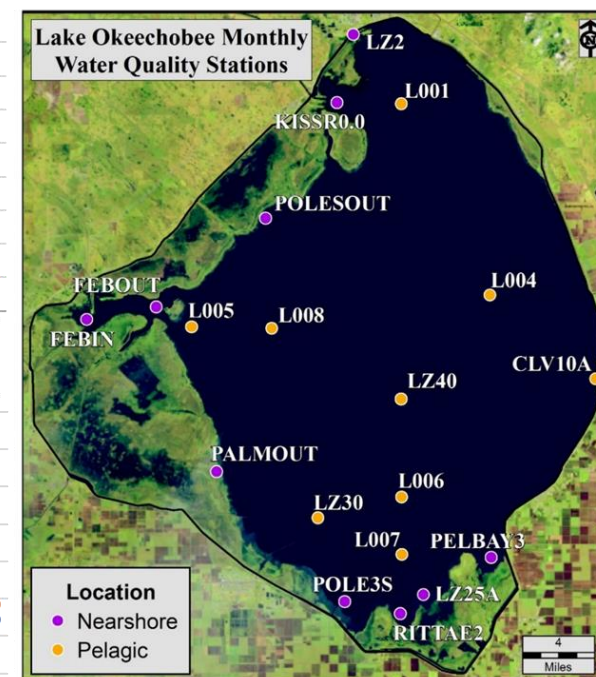 Lake Okeechobee Monthly
Water Quality Stations
N
LZ2
L001
KISSR0.0
POLESOUT
FEBOUT
L004
L005
L008
FEBIN
CLV10A
LZ40
PALMOUT
L006
LZ30
L007
PELBAY3
POLE3S
LZ25A
RITTAE2
Location
Nearshore
Pelagic
4
Miles